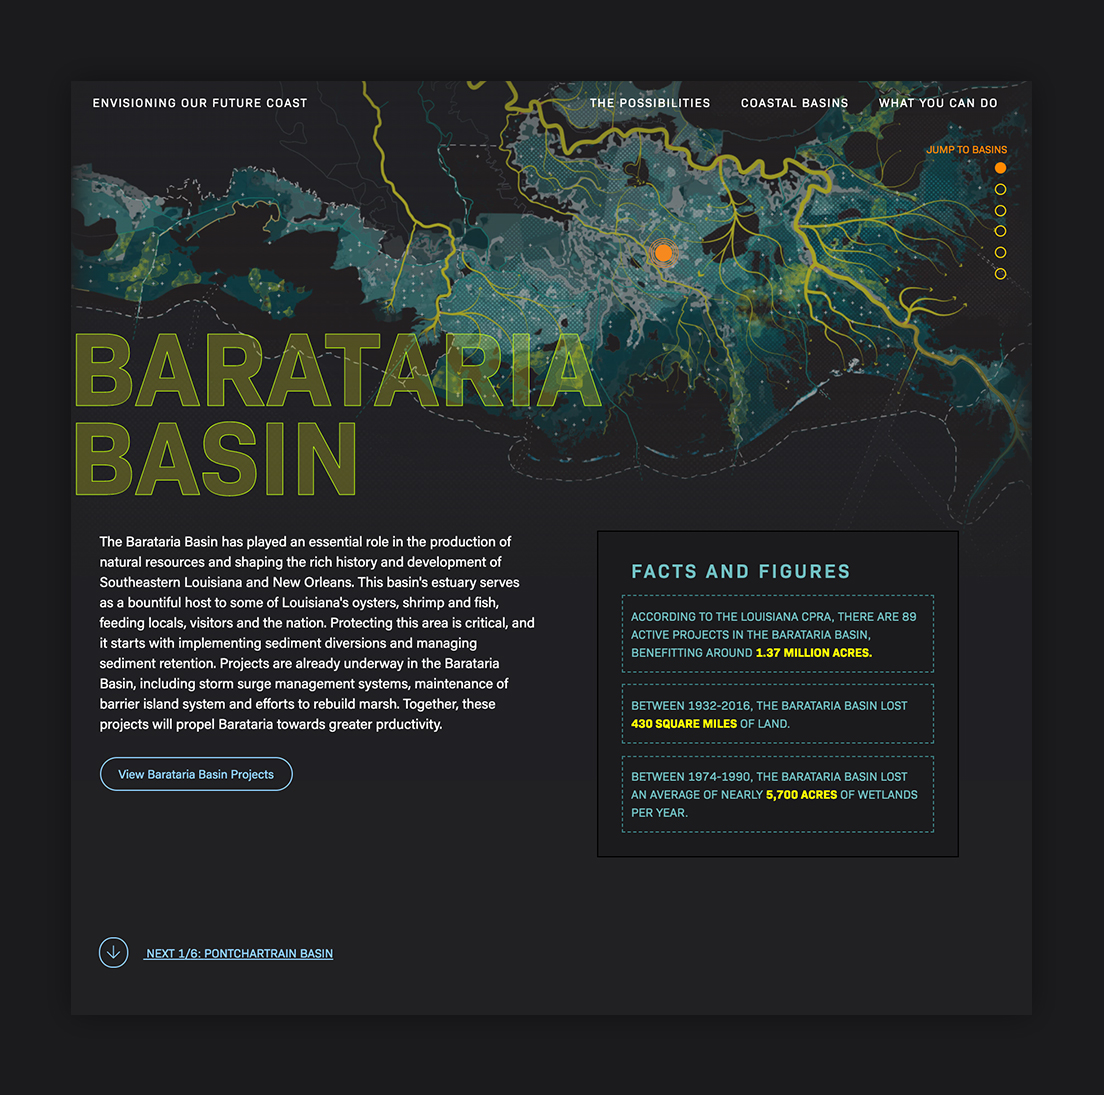 ENVISIONING OUR FUTURE COAST
THE POSSIBILITIES
COASTAL BASINS
WHAT YOU CAN DO
JUMP TO BASINS
BARATARIA
BASIN
The Barataria Basin has played an essential role in the production of
natural resources and shaping the rich history and development of
Southeastern Louisiana and New Orleans. This basin's estuary serves
as a bountiful host to some of Louisiana's oysters, shrimp and fish,
feeding locals, visitors and the nation. Protecting this area is critical, and
it starts with implementing sediment diversions and managing
sediment retention. Projects are already underway in the Barataria
Basin, including storm surge management systems, maintenance of
barrier island system and efforts to rebuild marsh. Together, these
projects will propel Barataria towards greater prductivity.
View Barataria Basin Projects
FACTS AND FIGURES
ACCORDING TO THE LOUISIANA CPRA, THERE ARE 89
ACTIVE PROJECTS IN THE BARATARIA BASIN,
BENEFITTING AROUND 1.37 MILLION ACRES.
BETWEEN 1932-2016, THE BARATARIA BASIN LOST
430 SQUARE MILES OF LAND.
BETWEEN 1974-1990, THE BARATARIA BASIN LOST
AN AVERAGE OF NEARLY 5,700 ACRES OF WETLANDS
PER YEAR.
NEXT 1/6: PONTCHARTRAIN BASIN